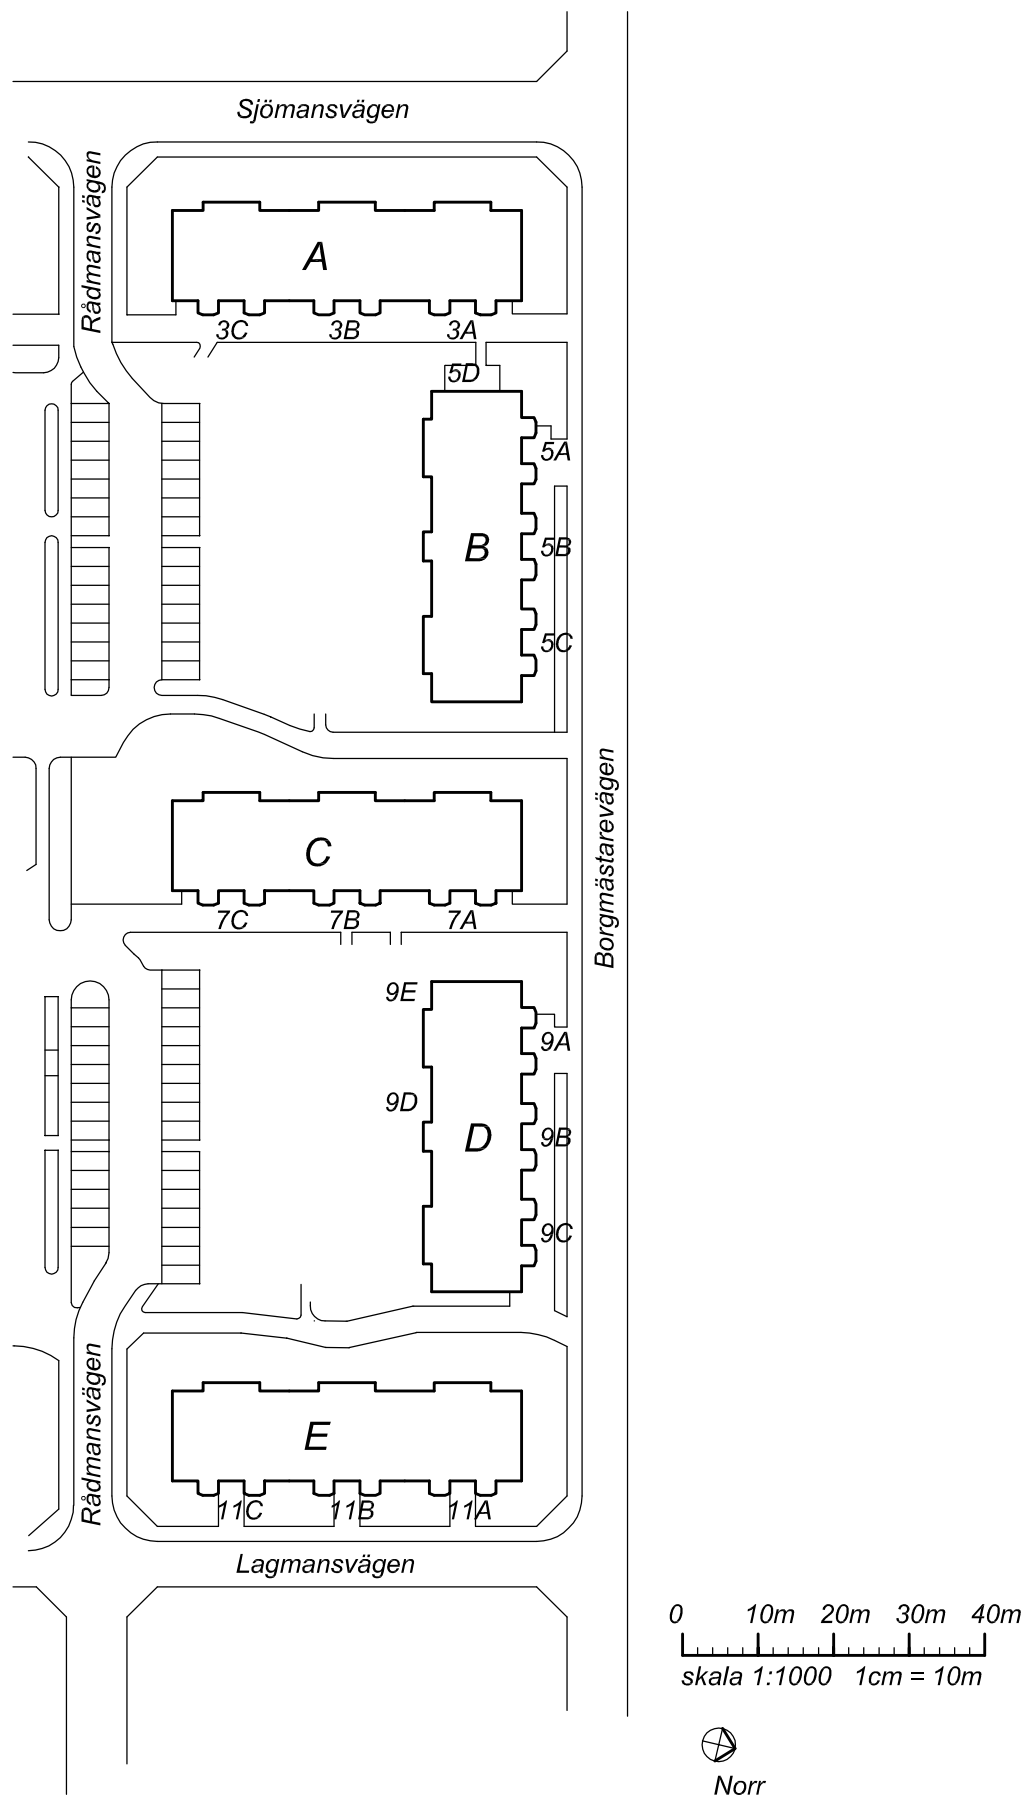 Sjömansvägen
Rådmansvägen
A
3C 3B 3A
5D
5A
B
5B
5C
Borgmästarevägen
C
7C 7B 7A
9E
9A
9D
D
9B
9C
E
Rådmansvägen
11C 11B 11A
Lagmansvägen
0 10m 20m 30m 40m
skala 1:1000 1cm = 10m
Norr